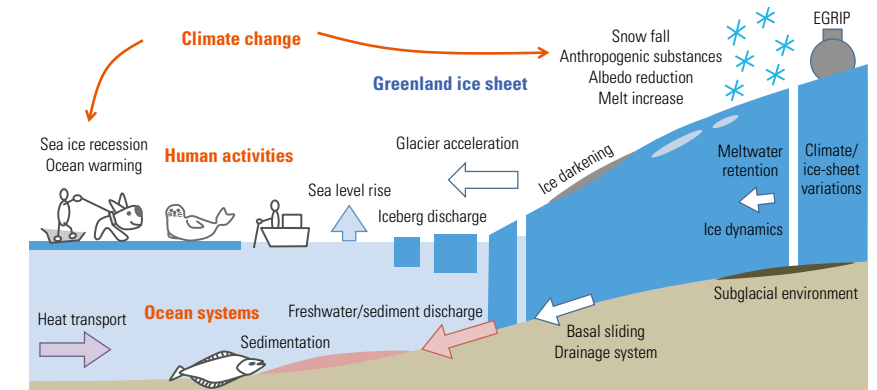 EGRIP
Climate change
Snow fall
Anthropogenic substances
Albedo reduction
Melt increase
Greenland ice sheet
Sea ice recession
Ocean warming
Human activities
Glacier acceleration
Ice darkening
Meltwater
retention
Climate/
ice-sheet
variations
Sea level rise
Iceberg discharge
Ice dynamics
Subglacial environment
Heat transport
Ocean systems
Freshwater/sediment discharge
Sedimentation
Basal sliding
Drainage system